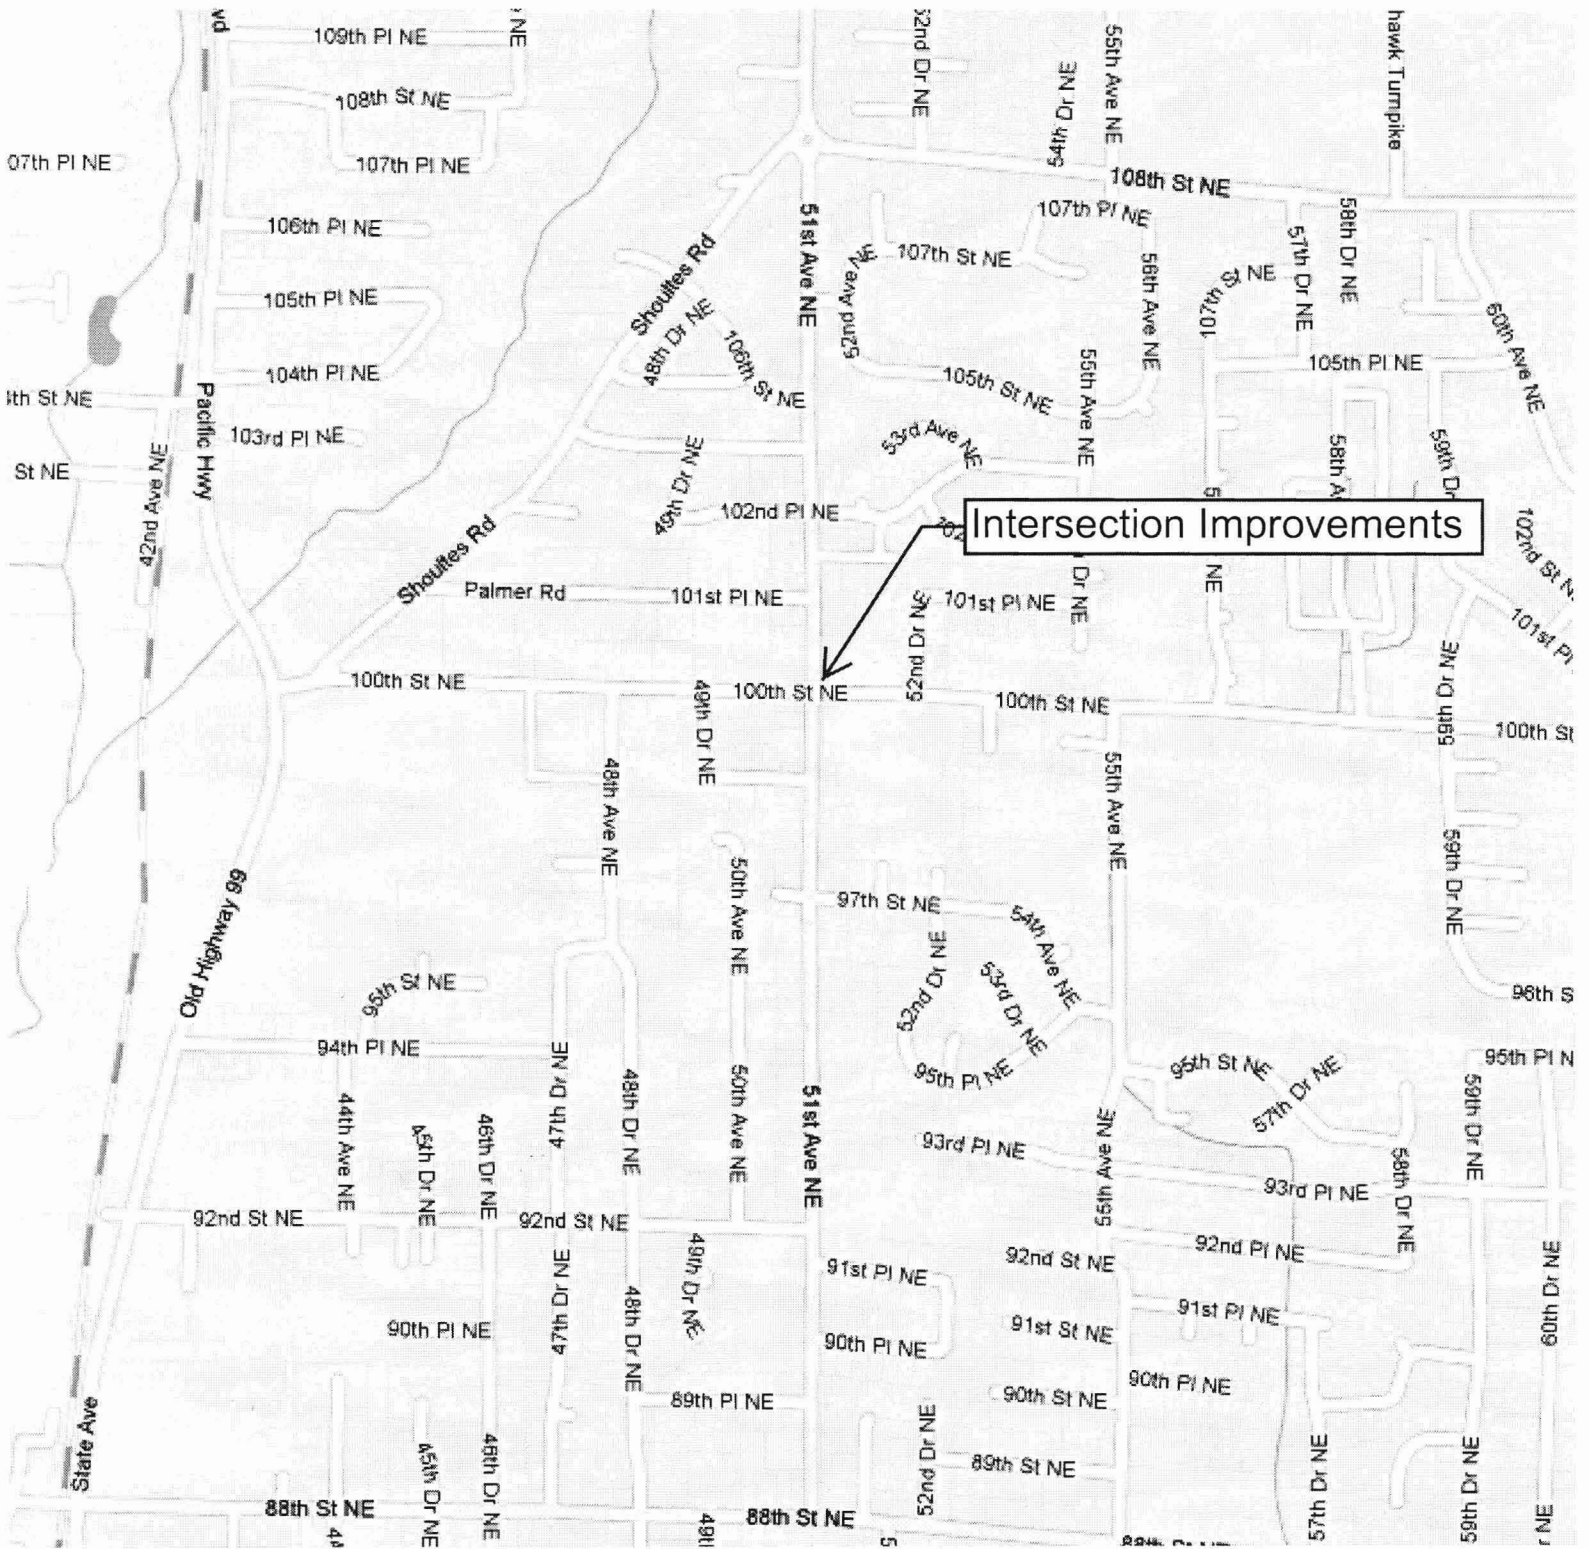 109th Pl NE
NE
52nd Dr NE
55th Ave NE
hawk Turnpike
54th Dr NE
108th St NE
07th Pl NE
107th Pl NE
108th St NE
106th Pl NE
51st Ave NE
107th Pl NE
58th Dr NE
57th Dr NE
Shoultes Rd
52nd Ave NE
107th St NE
56th Ave NE
107th St NE
105th Pl NE
48th Dr NE
106th St NE
60th Ave NE
104th Pl NE
105th St NE
55th Ave NE
105th Pl NE
St NE
Pacific Hwy
103rd Pl NE
53rd Ave NE
59th Dr
58th
St NE
42nd Ave NE
49th Dr NE
102nd Pl NE
Intersection Improvements
102nd St
Shoultes Rd
Palmer Rd
101st Pl NE
52nd Dr NE
101st Pl NE
Dr NE
NE
101st Pl
100th St NE
49th Dr NE
100th St NE
100th St NE
59th Dr NE
100th St
48th Ave NE
55th Ave NE
Old Highway 99
50th Ave NE
97th St NE
54th Ave NE
59th Dr NE
95th St NE
52nd Dr NE
53rd Dr NE
96th S
94th Pl NE
47th Dr NE
48th Dr NE
50th Ave NE
51st Ave NE
95th Pl NE
95th St NE
57th Dr NE
95th Pl N
59th Dr NE
44th Ave NE
45th Dr NE
46th Dr NE
93rd Pl NE
55th Ave NE
93rd Pl NE
58th Dr NE
92nd St NE
92nd St NE
49th Dr NE
91st Pl NE
92nd St NE
92nd Pl NE
60th Dr NE
90th Pl NE
47th Dr NE
48th Dr NE
90th Pl NE
91st St NE
91st Pl NE
89th Pl NE
90th St NE
90th Pl NE
State Ave
45th Dr NE
46th Dr NE
52nd Dr NE
89th St NE
57th Dr NE
59th Dr NE
88th St NE
88th St NE
NE